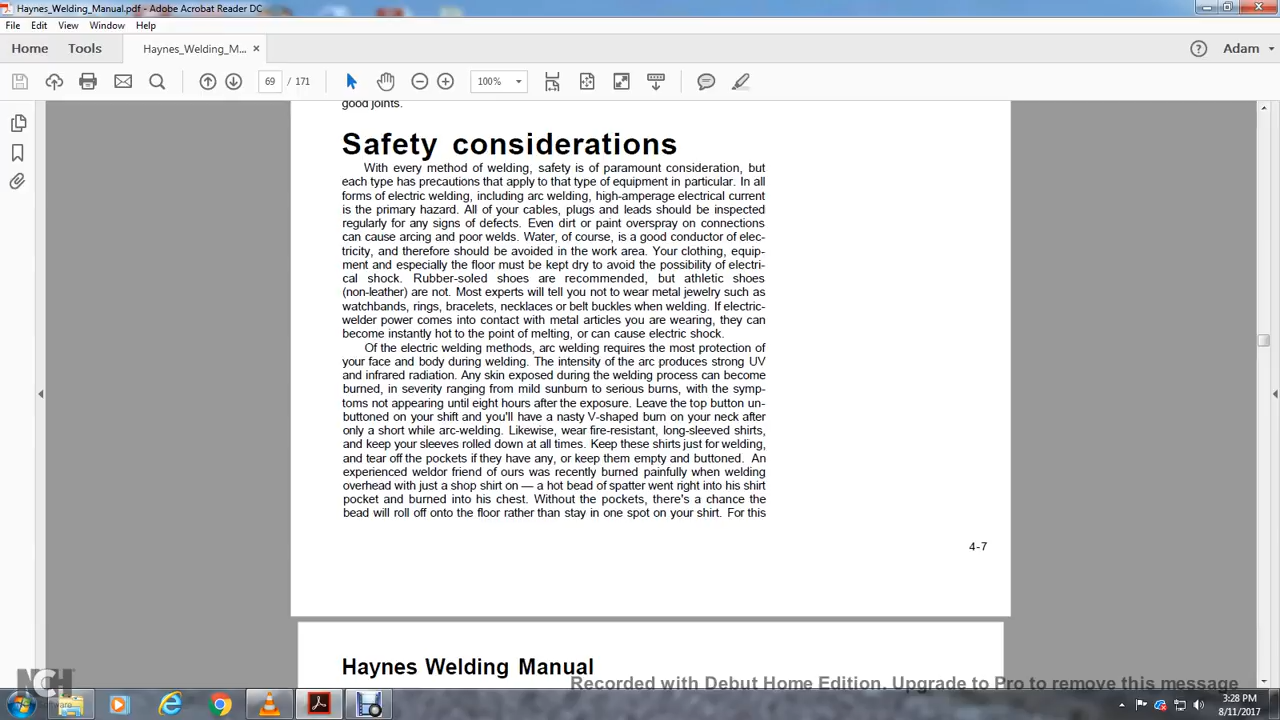 Haynes_Welding_Manual.pdf - Adobe Acrobat Reader DC
File Edit View Window Help
Home Tools Haynes_Welding_M... × Adam
69 / 171 100%
good joints.
Safety considerations
With every method of welding, safety is of paramount consideration, but
each type has precautions that apply to that type of equipment in particular. In all
forms of electric welding, including arc welding, high-amperage electrical current
is the primary hazard. All of your cables, plugs and leads should be inspected
regularly for any signs of defects. Even dirt or paint overspray on connections
can cause arcing and poor welds. Water, of course, is a good conductor of elec-
tricity, and therefore should be avoided in the work area. Your clothing, equip-
ment and especially the floor must be kept dry to avoid the possibility of electri-
cal shock. Rubber-soled shoes are recommended, but athletic shoes
(non-leather) are not. Most experts will tell you not to wear metal jewelry such as
watchbands, rings, bracelets, necklaces or belt buckles when welding. If electric-
welder power comes into contact with metal articles you are wearing, they can
become instantly hot to the point of melting, or can cause electric shock.
Of the electric welding methods, arc welding requires the most protection of
your face and body during welding. The intensity of the arc produces strong UV
and infrared radiation. Any skin exposed during the welding process can become
burned, in severity ranging from mild sunburn to serious burns, with the symp-
toms not appearing until eight hours after the exposure. Leave the top button un-
buttoned on your shift and you'll have a nasty V-shaped burn on your neck after
only a short while arc-welding. Likewise, wear fire-resistant, long-sleeved shirts,
and keep your sleeves rolled down at all times. Keep these shirts just for welding,
and tear off the pockets if they have any, or keep them empty and buttoned. An
experienced weldor friend of ours was recently burned painfully when welding
overhead with just a shop shirt on — a hot bead of spatter went right into his shirt
pocket and burned into his chest. Without the pockets, there's a chance the
bead will roll off onto the floor rather than stay in one spot on your shirt. For this
4-7
Haynes Welding Manual
NCH
Recorded with Debut Home Edition. Upgrade to Pro to remove this message
ware
3:28 PM
8/11/2017